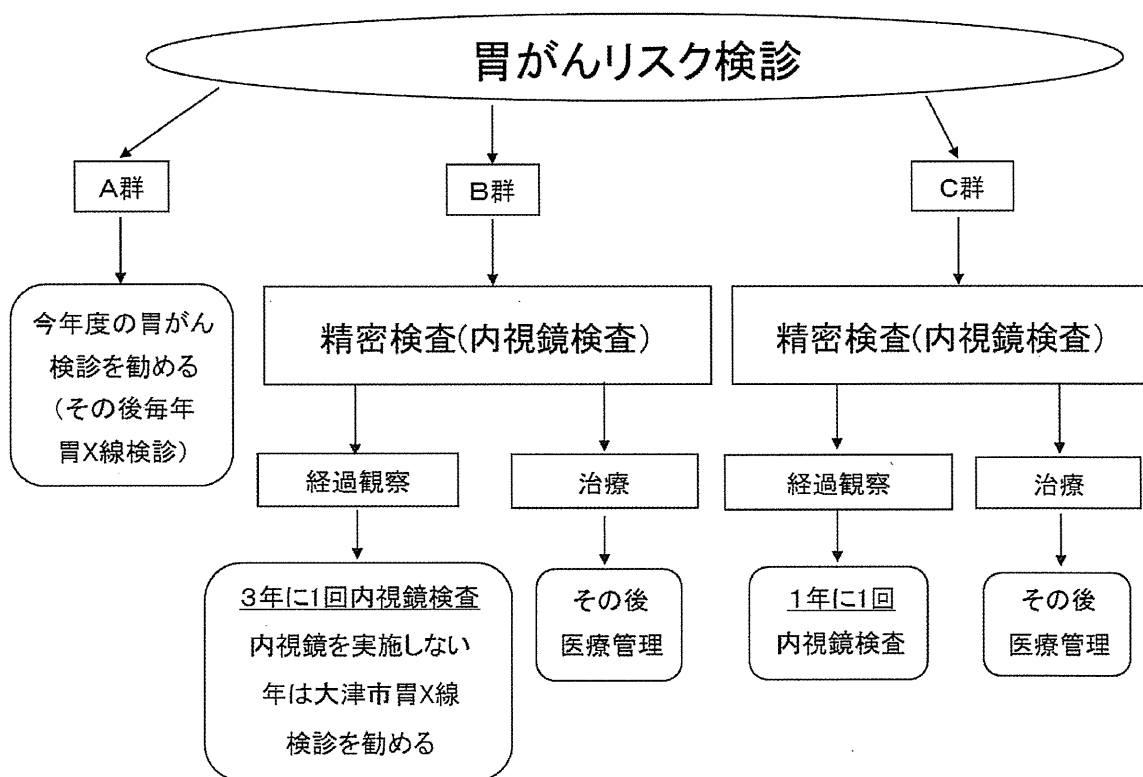 胃がんリスク検診
A群
B群
C群
今年度の胃がん
検診を勧める
(その後毎年
胃X線検診)
精密検査(内視鏡検査)
精密検査(内視鏡検査)
経過観察
治療
経過観察
治療
3年に1回内視鏡検査
内視鏡を実施しない
年は大津市胃X線
検診を勧める
その後
医療管理
1年に1回
内視鏡検査
その後
医療管理